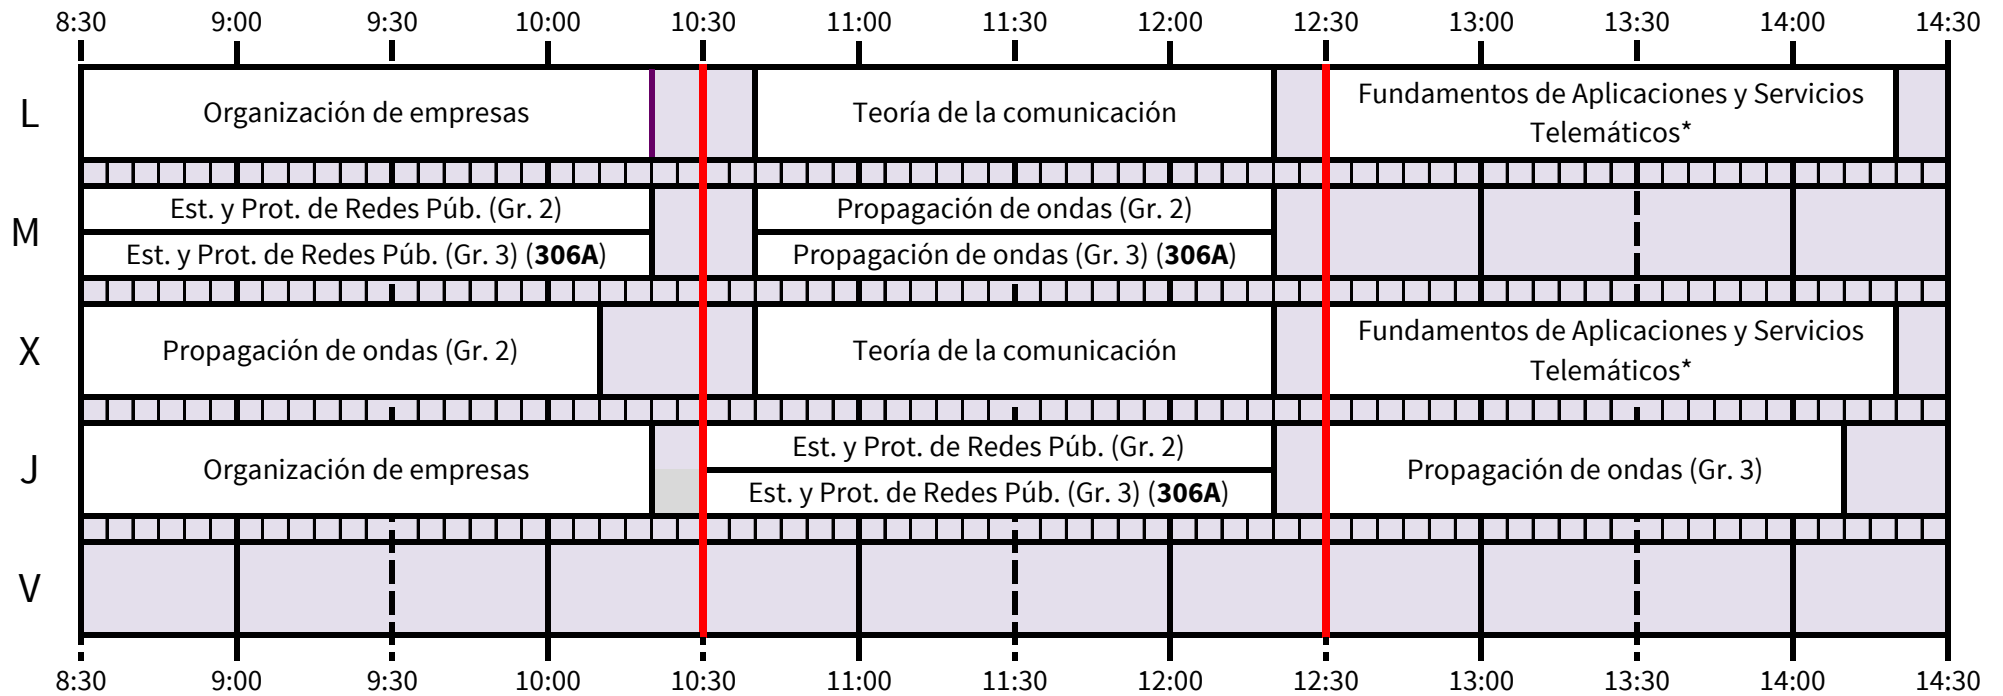 8:30 9:00 9:30 10:00 10:30 11:00 11:30 12:00 12:30 13:00 13:30 14:00 14:30
L
Organización de empresas
Teoría de la comunicación
Fundamentos de Aplicaciones y Servicios
Telemáticos*
M
Est. y Prot. de Redes Púb. (Gr. 2)
Est. y Prot. de Redes Púb. (Gr. 3) (306A)
Propagación de ondas (Gr. 2)
Propagación de ondas (Gr. 3) (306A)
X
Propagación de ondas (Gr. 2)
Teoría de la comunicación
Fundamentos de Aplicaciones y Servicios
Telemáticos*
J
Organización de empresas
Est. y Prot. de Redes Púb. (Gr. 2)
Est. y Prot. de Redes Púb. (Gr. 3) (306A)
Propagación de ondas (Gr. 3)
V
8:30 9:00 9:30 10:00 10:30 11:00 11:30 12:00 12:30 13:00 13:30 14:00 14:30